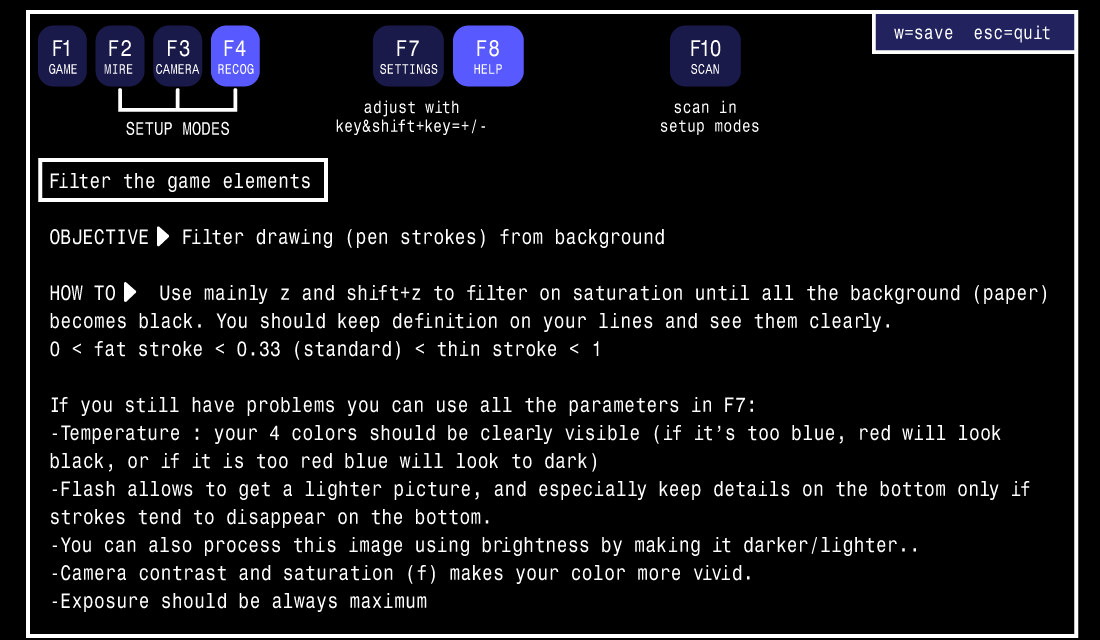 F1 F2 F3 F4 F7 F8 F10 w=save esc=quit
GAME MIRE CAMERA RECOG SETTINGS HELP SCAN
adjust with scan in
key&shift+key=+/- setup modes
SETUP MODES
Filter the game elements
OBJECTIVE▶ Filter drawing (pen strokes) from background
HOW TO▶ Use mainly z and shift+z to filter on saturation until all the background (paper)
becomes black. You should keep definition on your lines and see them clearly.
0 < fat stroke < 0.33 (standard) < thin stroke < 1
If you still have problems you can use all the parameters in F7:
-Temperature : your 4 colors should be clearly visible (if it's too blue, red will look
black, or if it is too red blue will look to dark)
-Flash allows to get a lighter picture, and especially keep details on the bottom only if
strokes tend to disappear on the bottom.
-You can also process this image using brightness by making it darker/lighter..
-Camera contrast and saturation (f) makes your color more vivid.
-Exposure should be always maximum